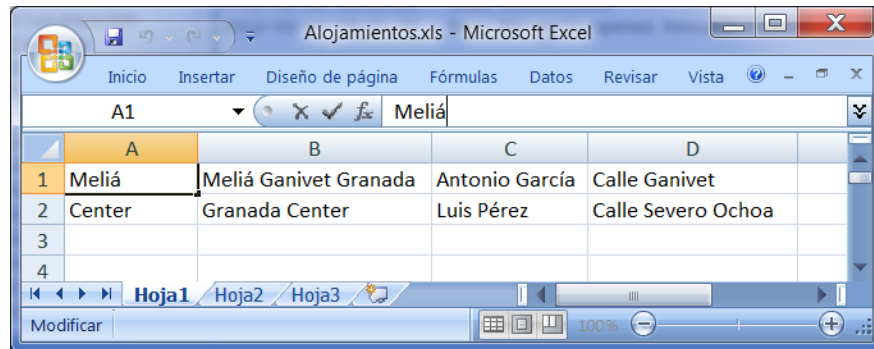 Alojamientos.xls - Microsoft Excel
Inicio Insertar Diseño de página Fórmulas Datos Revisar Vista
A1 fx Meliá
A B C D
1 Meliá Meliá Ganivet Granada Antonio García Calle Ganivet
2 Center Granada Center Luis Pérez Calle Severo Ochoa
3
4
Hoja1 Hoja2 Hoja3
Modificar 100%